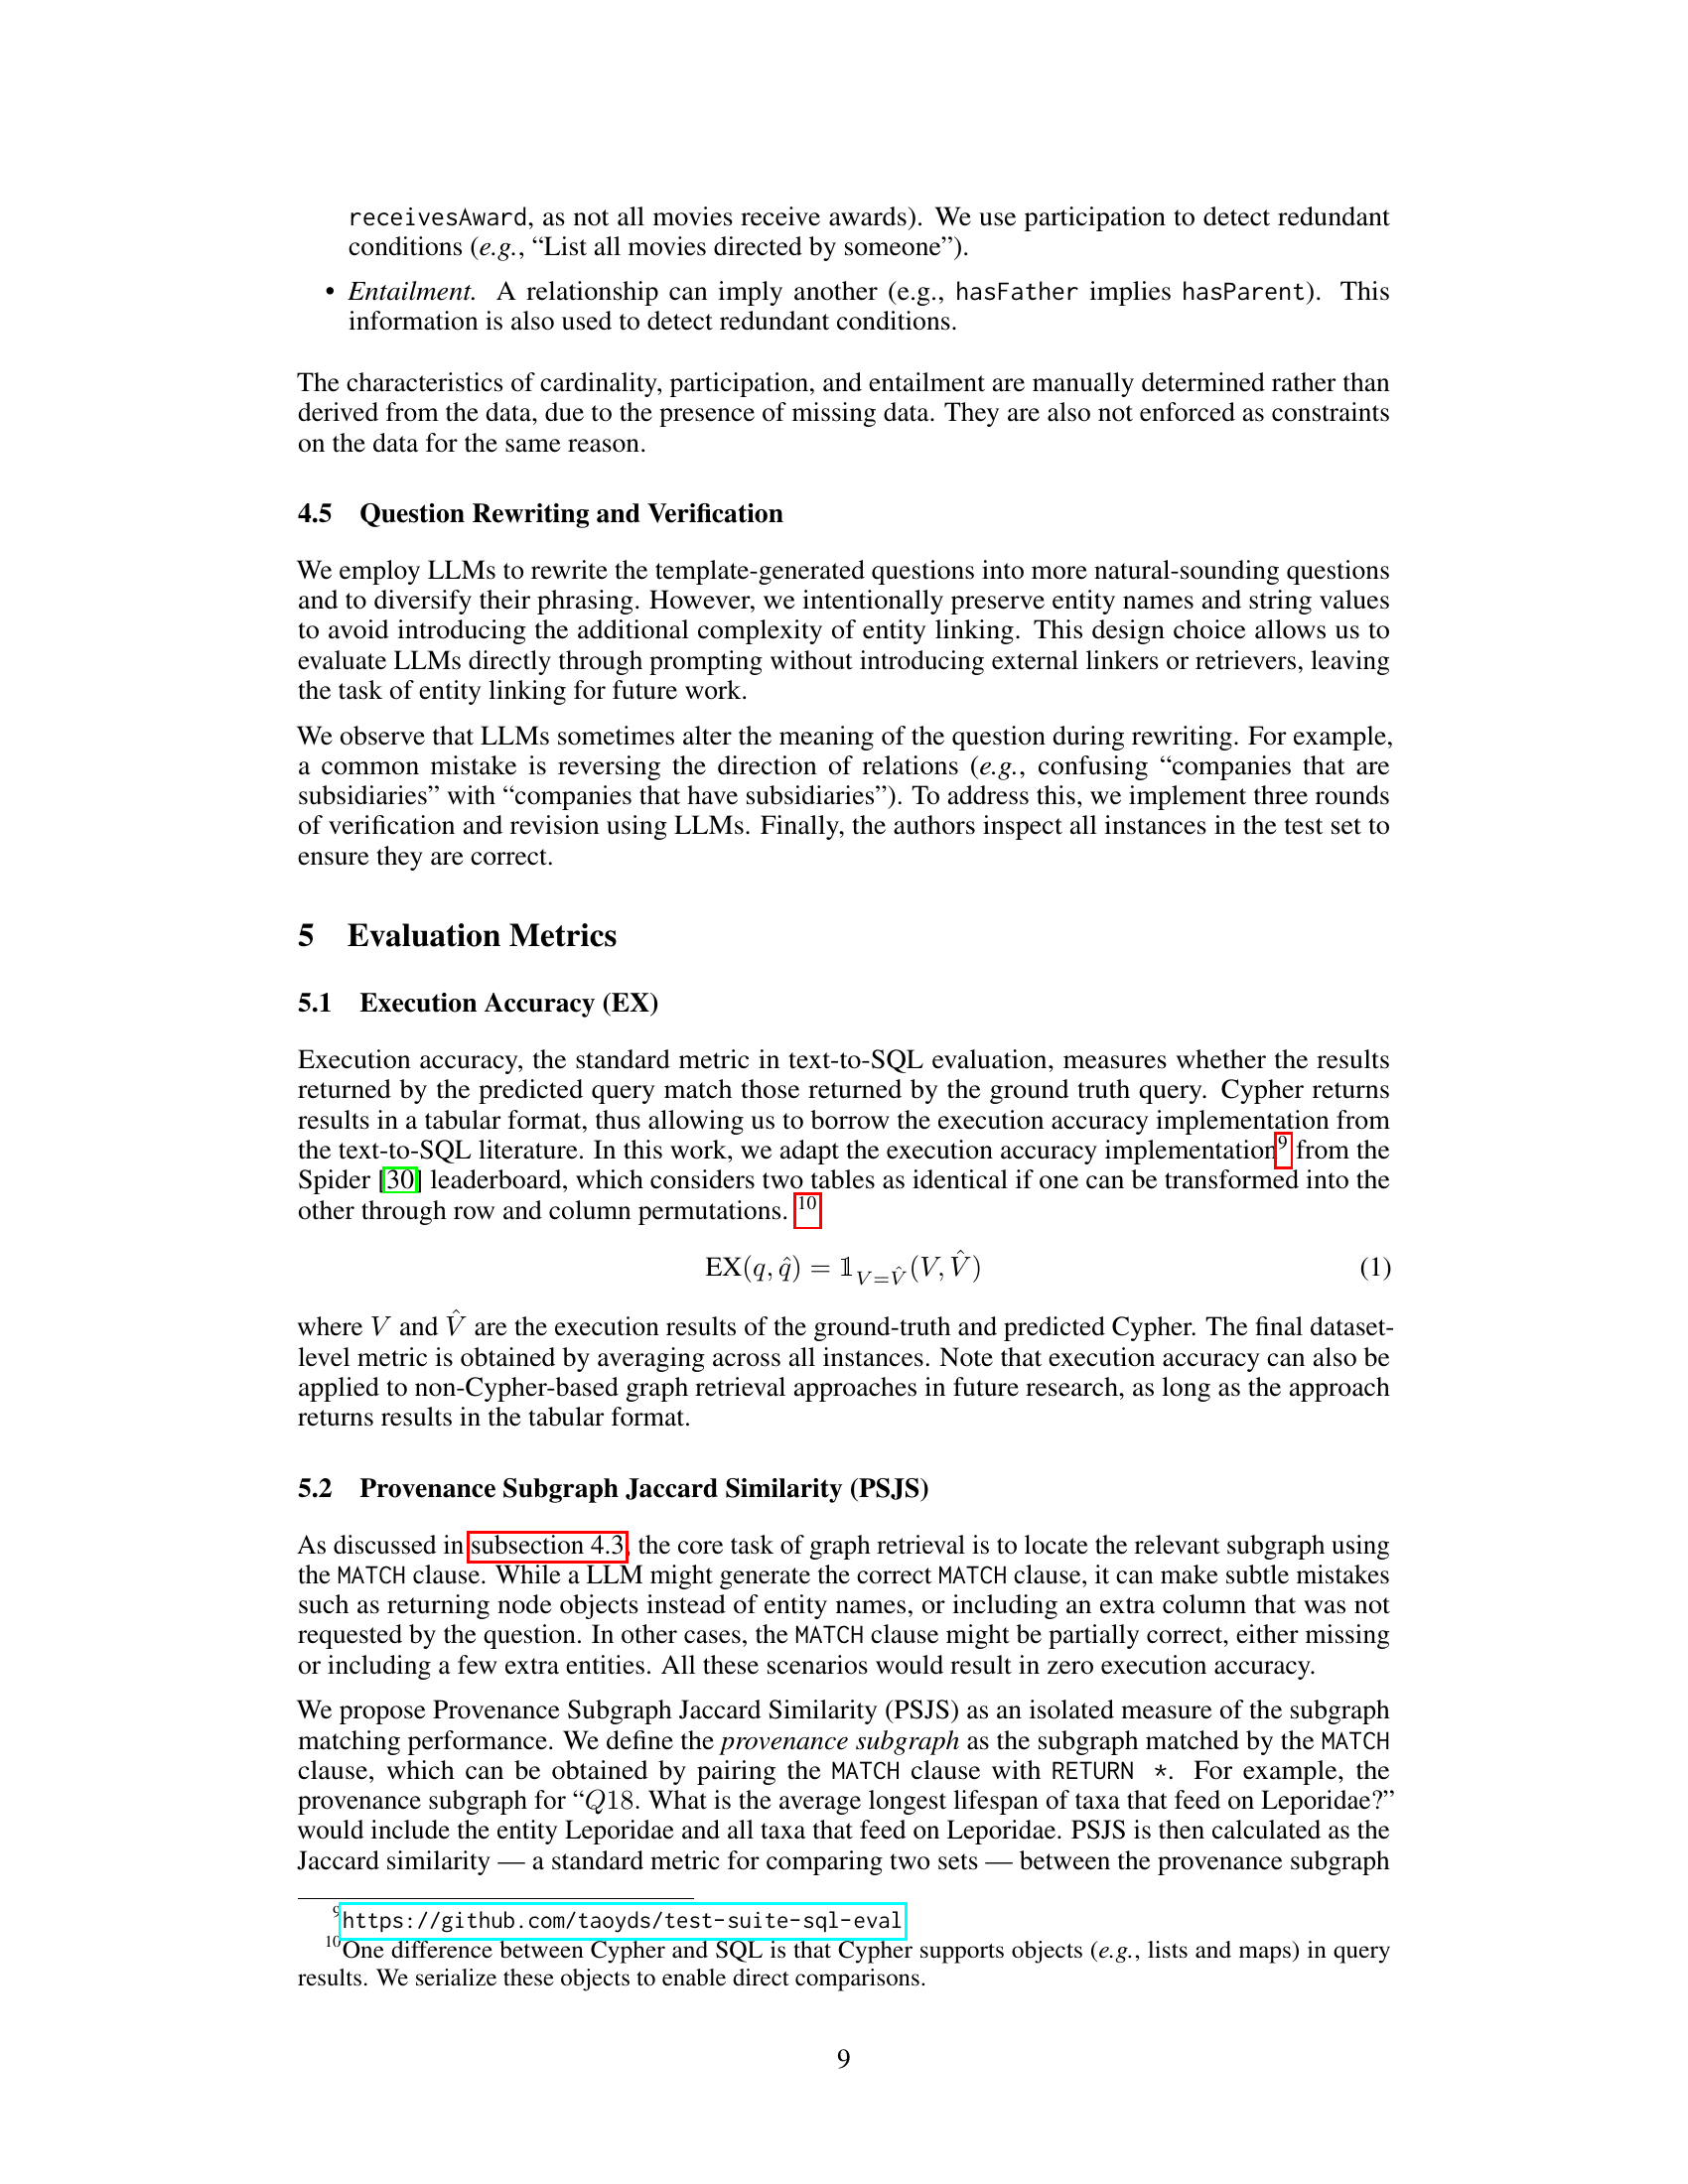 receivesAward, as not all movies receive awards). We use participation to detect redundant
conditions (e.g., “List all movies directed by someone”).
• Entailment. A relationship can imply another (e.g., hasFather implies hasParent). This
information is also used to detect redundant conditions.
The characteristics of cardinality, participation, and entailment are manually determined rather than
derived from the data, due to the presence of missing data. They are also not enforced as constraints
on the data for the same reason.
4.5 Question Rewriting and Verification
We employ LLMs to rewrite the template-generated questions into more natural-sounding questions
and to diversify their phrasing. However, we intentionally preserve entity names and string values
to avoid introducing the additional complexity of entity linking. This design choice allows us to
evaluate LLMs directly through prompting without introducing external linkers or retrievers, leaving
the task of entity linking for future work.
We observe that LLMs sometimes alter the meaning of the question during rewriting. For example,
a common mistake is reversing the direction of relations (e.g., confusing “companies that are
subsidiaries” with “companies that have subsidiaries”). To address this, we implement three rounds
of verification and revision using LLMs. Finally, the authors inspect all instances in the test set to
ensure they are correct.
5 Evaluation Metrics
5.1 Execution Accuracy (EX)
Execution accuracy, the standard metric in text-to-SQL evaluation, measures whether the results
returned by the predicted query match those returned by the ground truth query. Cypher returns
results in a tabular format, thus allowing us to borrow the execution accuracy implementation from
the text-to-SQL literature. In this work, we adapt the execution accuracy implementation⁹ from the
Spider [30] leaderboard, which considers two tables as identical if one can be transformed into the
other through row and column permutations. ¹⁰
EX(q, q̂) = 𝟙_{V=V̂}(V, V̂) (1)
where V and V̂ are the execution results of the ground-truth and predicted Cypher. The final dataset-
level metric is obtained by averaging across all instances. Note that execution accuracy can also be
applied to non-Cypher-based graph retrieval approaches in future research, as long as the approach
returns results in the tabular format.
5.2 Provenance Subgraph Jaccard Similarity (PSJS)
As discussed in subsection 4.3, the core task of graph retrieval is to locate the relevant subgraph using
the MATCH clause. While a LLM might generate the correct MATCH clause, it can make subtle mistakes
such as returning node objects instead of entity names, or including an extra column that was not
requested by the question. In other cases, the MATCH clause might be partially correct, either missing
or including a few extra entities. All these scenarios would result in zero execution accuracy.
We propose Provenance Subgraph Jaccard Similarity (PSJS) as an isolated measure of the subgraph
matching performance. We define the provenance subgraph as the subgraph matched by the MATCH
clause, which can be obtained by pairing the MATCH clause with RETURN *. For example, the
provenance subgraph for “Q18. What is the average longest lifespan of taxa that feed on Leporidae?”
would include the entity Leporidae and all taxa that feed on Leporidae. PSJS is then calculated as the
Jaccard similarity — a standard metric for comparing two sets — between the provenance subgraph
⁹https://github.com/taoyds/test-suite-sql-eval
¹⁰One difference between Cypher and SQL is that Cypher supports objects (e.g., lists and maps) in query
results. We serialize these objects to enable direct comparisons.
9